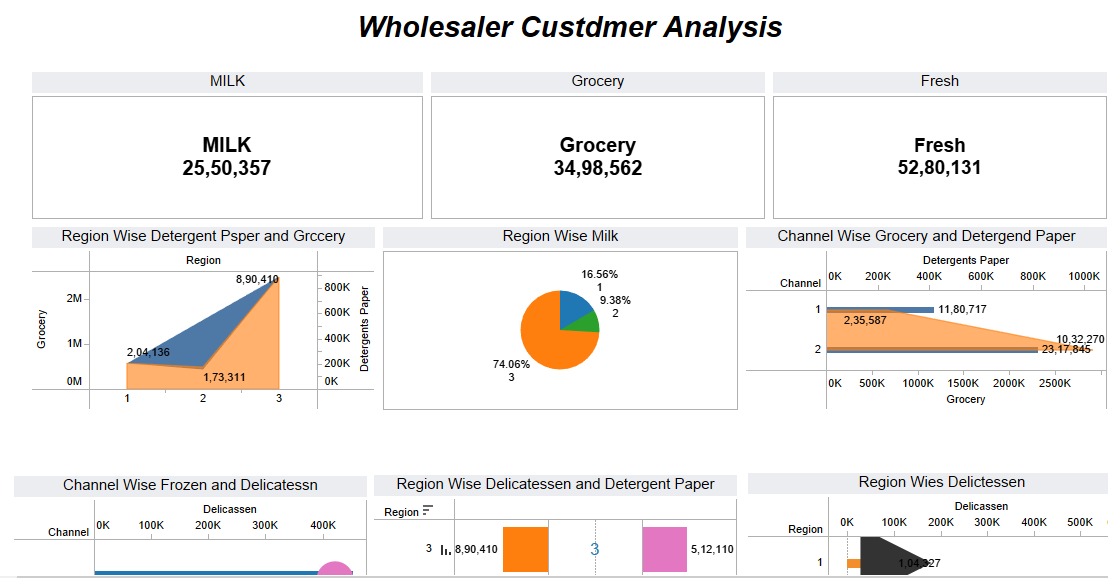 Wholesaler Custdmer Analysis
MILK
Grocery
Fresh
MILK
25,50,357
Grocery
34,98,562
Fresh
52,80,131
Region Wise Detergent Psper and Grccery
Region
8,90,410
2M
1M
0M
Grocery
2,04,136
1,73,311
800K
600K
400K
200K
0K
Detergents Paper
1
2
3
Region Wise Milk
16.56%
1
9.38%
2
74.06%
3
Channel Wise Grocery and Detergend Paper
Detergents Paper
Channel
0K 200K 400K 600K 800K 1000K
1
11,80,717
2,35,587
10,32,270
2
23,17,845
0K 500K 1000K 1500K 2000K 2500K
Grocery
Channel Wise Frozen and Delicatessn
Delicassen
Channel
0K 100K 200K 300K 400K
Region Wise Delicatessen and Detergent Paper
Region
3
8,90,410
3
5,12,110
Region Wies Delictessen
Delicassen
Region
0K 100K 200K 300K 400K 500K
1
1,04,327